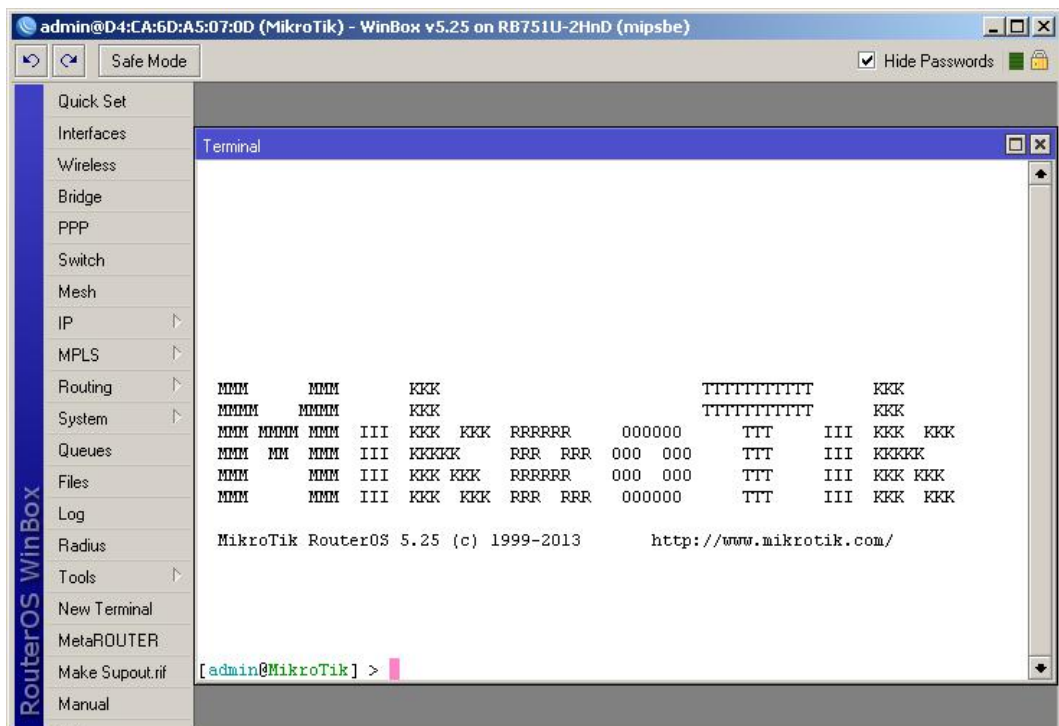 admin@D4:CA:6D:A5:07:0D (MikroTik) - WinBox v5.25 on RB751U-2HnD (mipsbe)
Safe Mode
Hide Passwords
Quick Set
Interfaces
Wireless
Bridge
PPP
Switch
Mesh
IP
MPLS
Routing
System
Queues
Files
Log
Radius
Tools
New Terminal
MetaROUTER
Make Supout.rif
Manual
RouterOS WinBox
Terminal
MMM      MMM       KKK                          TTTTTTTTTTT      KKK
MMMM    MMMM       KKK                          TTTTTTTTTTT      KKK
MMM MMMM MMM  III  KKK  KKK  RRRRRR     OOOOOO      TTT     III  KKK  KKK
MMM  MM  MMM  III  KKKKK     RRR  RRR  OOO  OOO     TTT     III  KKKKK
MMM      MMM  III  KKK KKK   RRRRRR    OOO  OOO     TTT     III  KKK KKK
MMM      MMM  III  KKK  KKK  RRR  RRR   OOOOOO      TTT     III  KKK  KKK
MikroTik RouterOS 5.25 (c) 1999-2013       http://www.mikrotik.com/
[admin@MikroTik] >